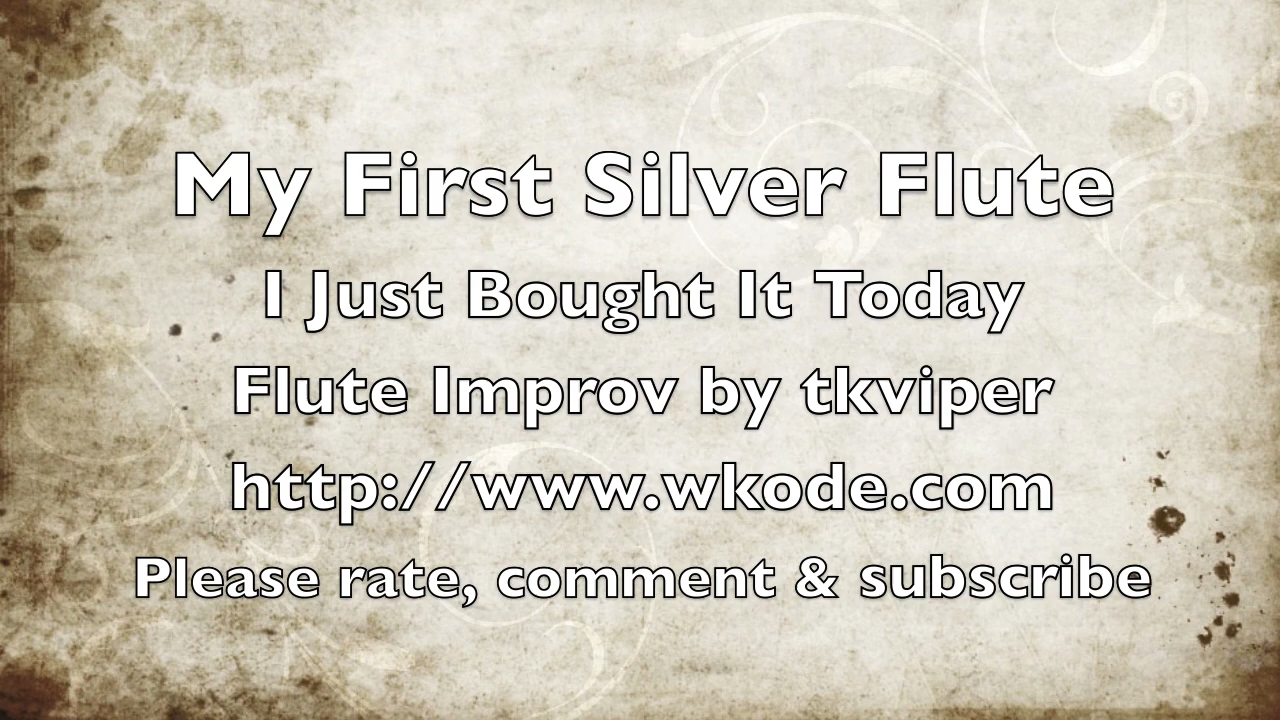 My First Silver Flute
I Just Bought It Today
Flute Improv by tkviper
http://www.wkode.com
Please rate, comment & subscribe